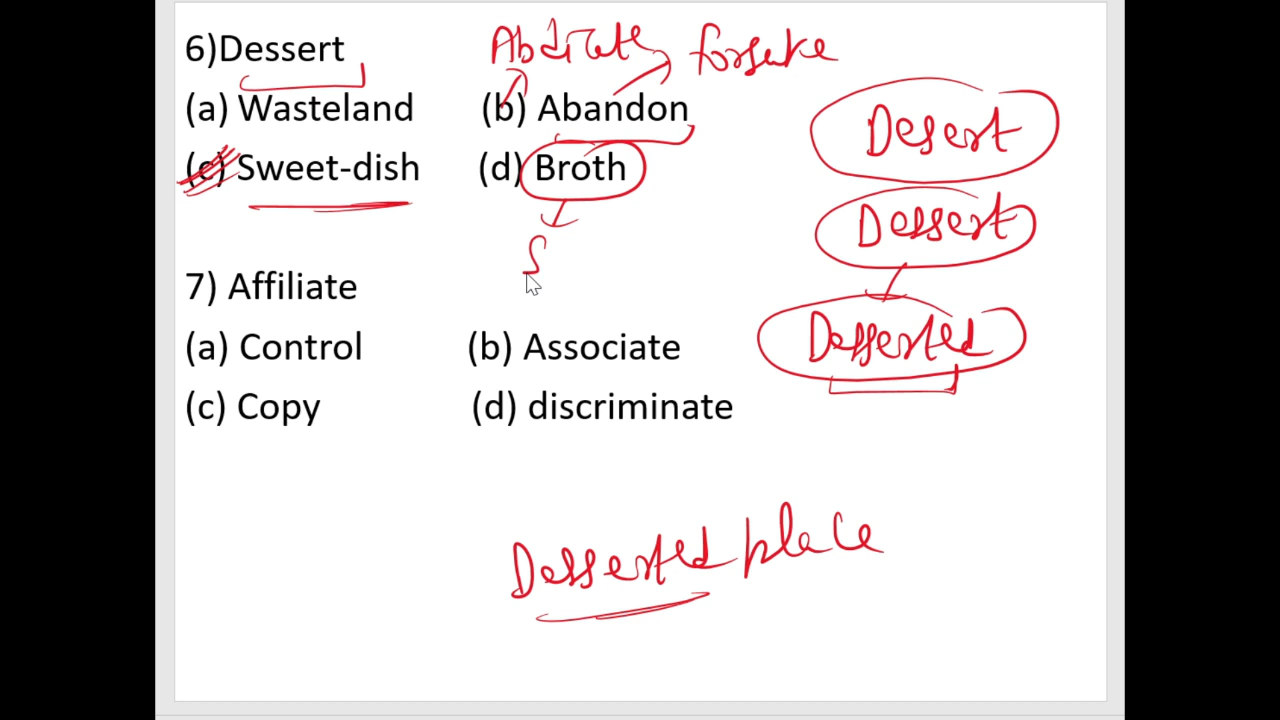 6)Dessert Abdicate forsake
(a) Wasteland (b) Abandon
Desert
(c) Sweet-dish (d) Broth
Dessert
S
7) Affiliate
Desserted
(a) Control (b) Associate
(c) Copy (d) discriminate
Desserted place